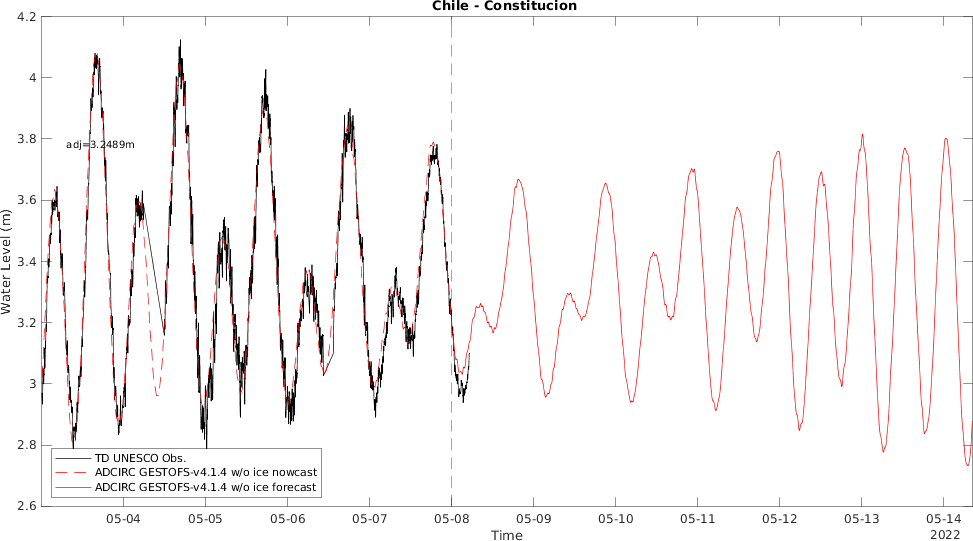 Chile - Constitucion
4.2
4
3.8
3.6
3.4
3.2
3
2.8
2.6
Water Level (m)
adj=3.2489m
TD UNESCO Obs.
ADCIRC GESTOFS-v4.1.4 w/o ice nowcast
ADCIRC GESTOFS-v4.1.4 w/o ice forecast
05-04 05-05 05-06 05-07 05-08 05-09 05-10 05-11 05-12 05-13 05-14
Time
2022